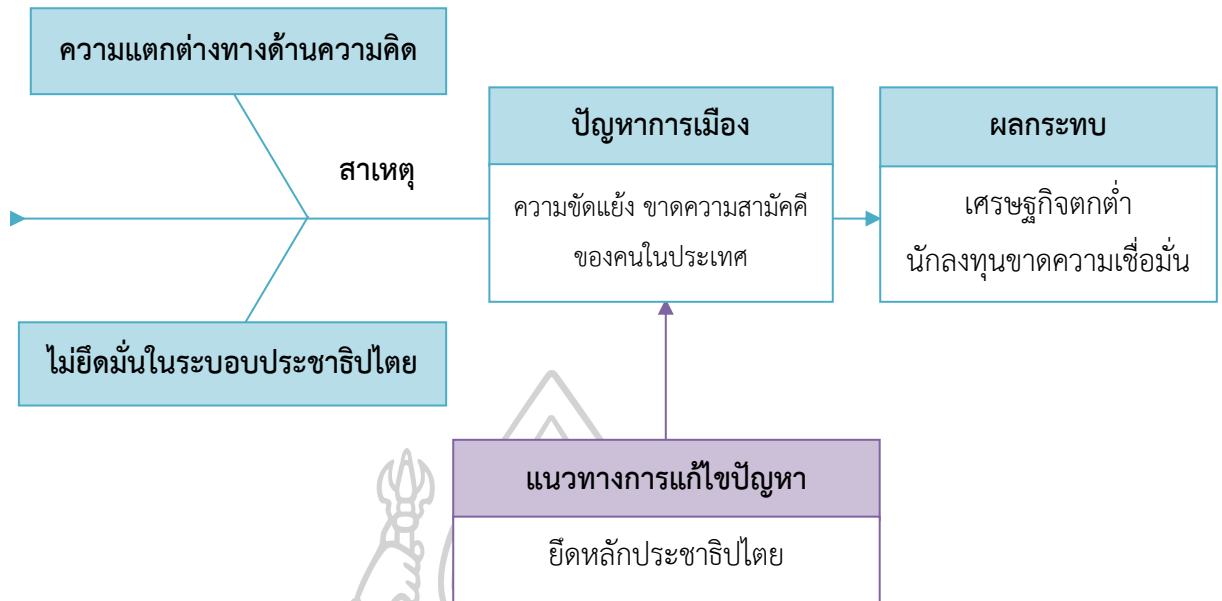 ความแตกต่างทางด้านความคิด
สาเหตุ
ไม่ยึดมั่นในระบอบประชาธิปไตย
ปัญหาการเมือง
ความขัดแย้ง ขาดความสามัคคี
ของคนในประเทศ
ผลกระทบ
เศรษฐกิจตกต่ำ
นักลงทุนขาดความเชื่อมั่น
แนวทางการแก้ไขปัญหา
ยึดหลักประชาธิปไตย